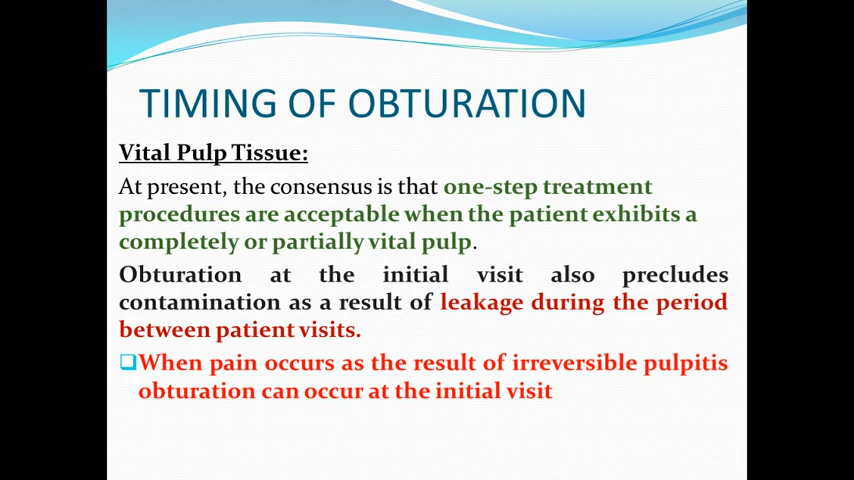 TIMING OF OBTURATION
Vital Pulp Tissue:
At present, the consensus is that one-step treatment
procedures are acceptable when the patient exhibits a
completely or partially vital pulp.
Obturation at the initial visit also precludes
contamination as a result of leakage during the period
between patient visits.
When pain occurs as the result of irreversible pulpitis
obturation can occur at the initial visit